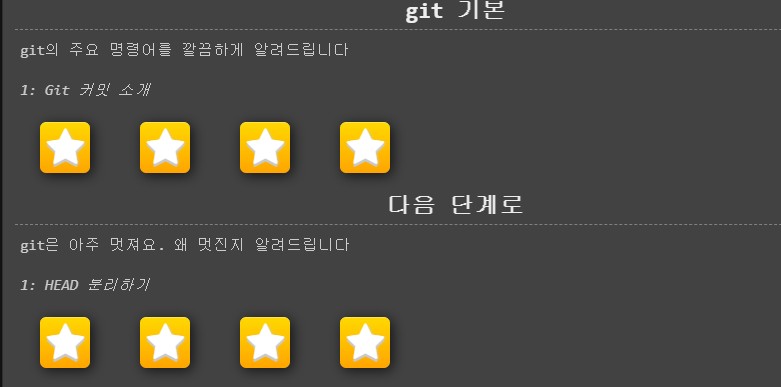 git 기본
git의 주요 명령어를 깔끔하게 알려드립니다
1: Git 커밋 소개
다음 단계로
git은 아주 멋져요. 왜 멋진지 알려드립니다
1: HEAD 분리하기